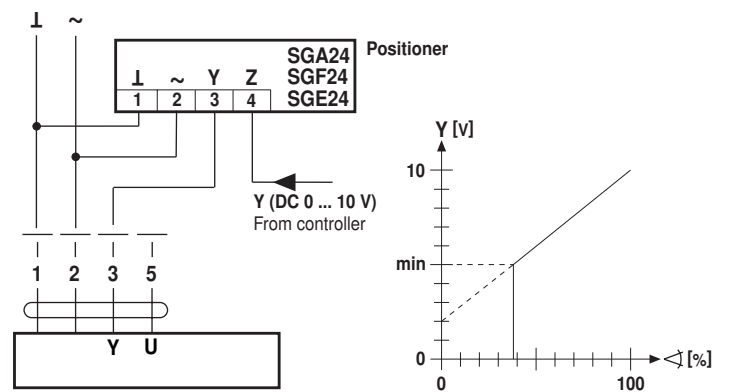 ⊥ ~
SGA24
SGF24
SGE24
Positioner
⊥ ~ Y Z
1 2 3 4
Y (DC 0 ... 10 V)
From controller
1 2 3 5
Y U
Y [V]
10
min
0
0 100
∢ [%]